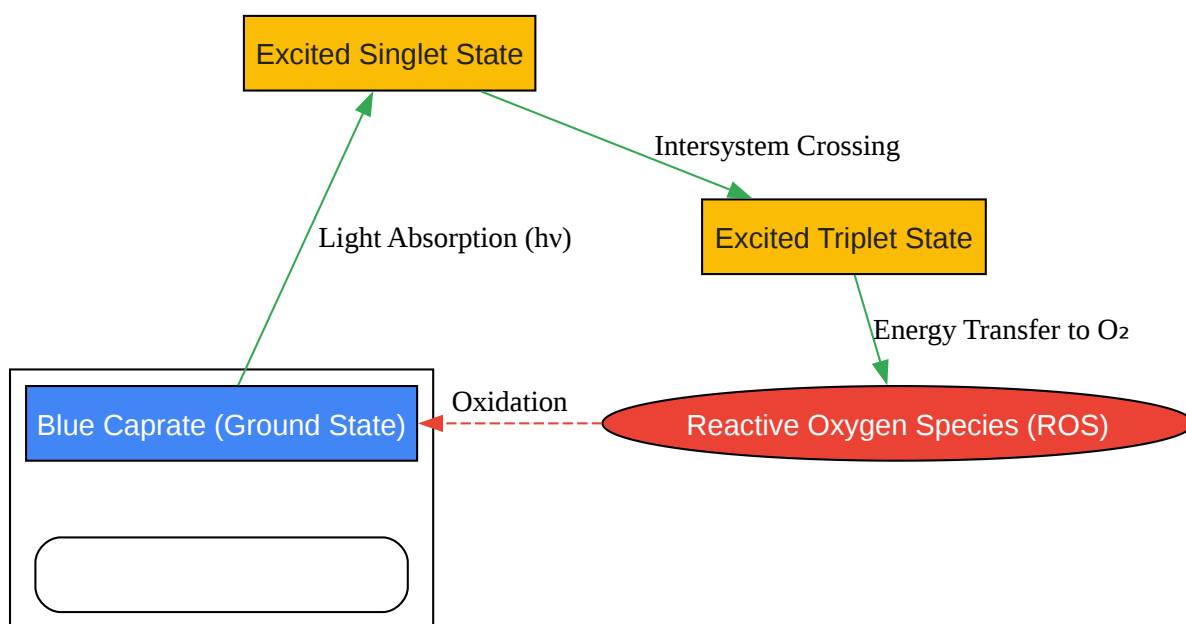 Excited Singlet State
Intersystem Crossing
Excited Triplet State
Light Absorption (hν)
Energy Transfer to O₂
Blue Caprate (Ground State)
Oxidation
Reactive Oxygen Species (ROS)